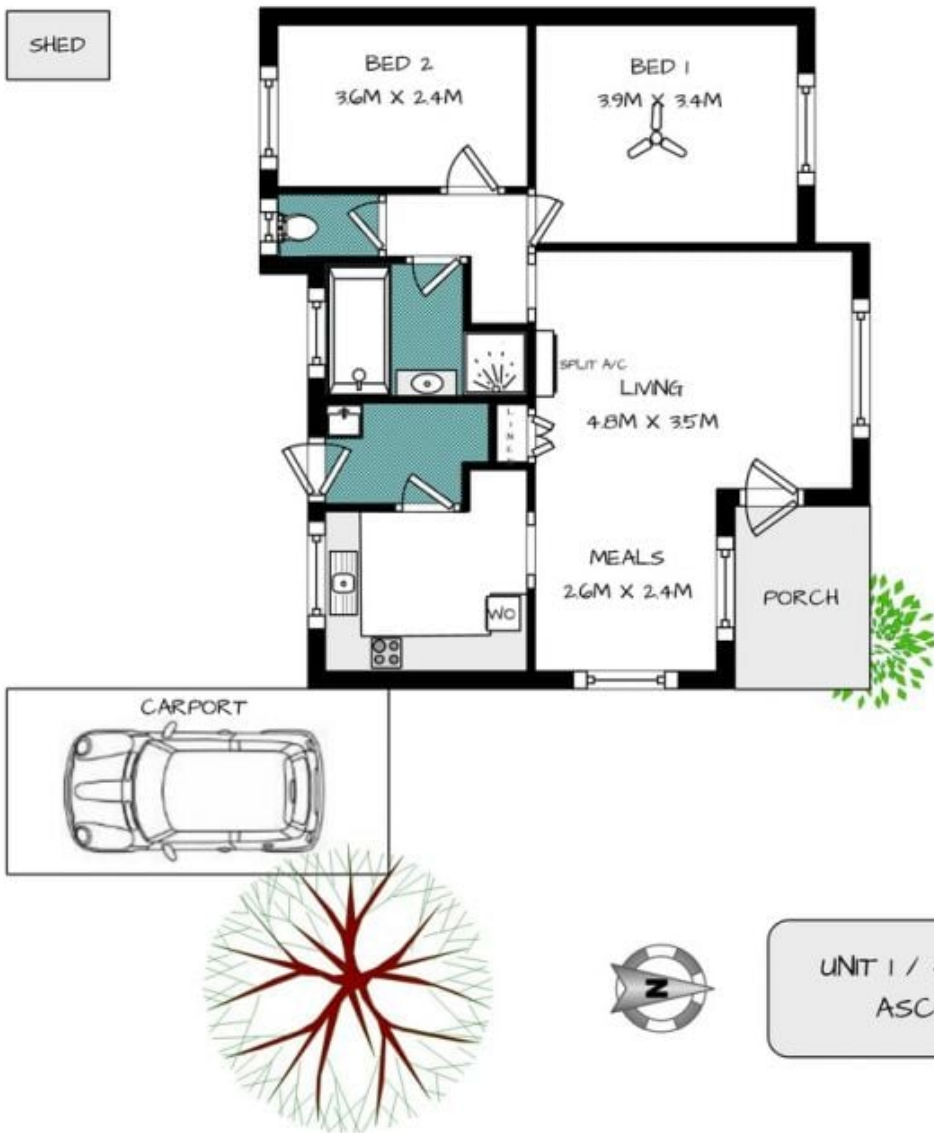 SHED
BED 2
3.6M X 2.4M
BED 1
3.9M X 3.4M
SPLIT A/C
LIVING
4.8M X 3.5M
MEALS
2.6M X 2.4M
PORCH
WO
CARPORT
N
UNIT 1 /
ASC